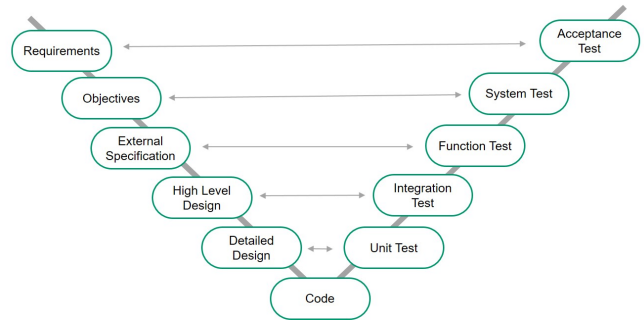 Requirements
Acceptance
Test
Objectives
System Test
External
Specification
Function Test
High Level
Design
Integration
Test
Detailed
Design
Unit Test
Code